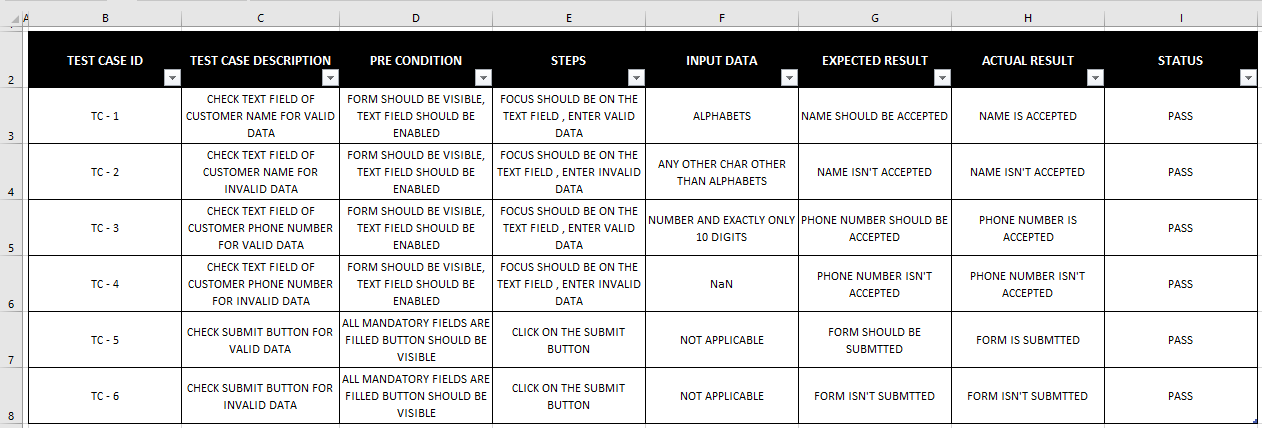 A B C D E F G H I
2 TEST CASE ID TEST CASE DESCRIPTION PRE CONDITION STEPS INPUT DATA EXPECTED RESULT ACTUAL RESULT STATUS
CHECK TEXT FIELD OF FORM SHOULD BE VISIBLE, FOCUS SHOULD BE ON THE
TC - 1 CUSTOMER NAME FOR VALID TEXT FIELD SHOULD BE TEXT FIELD , ENTER VALID ALPHABETS NAME SHOULD BE ACCEPTED NAME IS ACCEPTED PASS
3 DATA ENABLED DATA
CHECK TEXT FIELD OF FORM SHOULD BE VISIBLE, FOCUS SHOULD BE ON THE ANY OTHER CHAR OTHER
TC - 2 CUSTOMER NAME FOR TEXT FIELD SHOULD BE TEXT FIELD , ENTER INVALID THAN ALPHABETS NAME ISN'T ACCEPTED NAME ISN'T ACCEPTED PASS
4 INVALID DATA ENABLED DATA
CHECK TEXT FIELD OF FORM SHOULD BE VISIBLE, FOCUS SHOULD BE ON THE NUMBER AND EXACTLY ONLY PHONE NUMBER SHOULD BE PHONE NUMBER IS
TC - 3 CUSTOMER PHONE NUMBER TEXT FIELD SHOULD BE TEXT FIELD , ENTER VALID 10 DIGITS ACCEPTED ACCEPTED PASS
5 FOR VALID DATA ENABLED DATA
CHECK TEXT FIELD OF FORM SHOULD BE VISIBLE, FOCUS SHOULD BE ON THE PHONE NUMBER ISN'T PHONE NUMBER ISN'T
TC - 4 CUSTOMER PHONE NUMBER TEXT FIELD SHOULD BE TEXT FIELD , ENTER INVALID NaN ACCEPTED ACCEPTED PASS
6 FOR INVALID DATA ENABLED DATA
ALL MANDATORY FIELDS ARE
TC - 5 CHECK SUBMIT BUTTON FOR FILLED BUTTON SHOULD BE CLICK ON THE SUBMIT NOT APPLICABLE FORM SHOULD BE FORM IS SUBMTTED PASS
7 VALID DATA VISIBLE BUTTON SUBMTTED
ALL MANDATORY FIELDS ARE
TC - 6 CHECK SUBMIT BUTTON FOR FILLED BUTTON SHOULD BE CLICK ON THE SUBMIT NOT APPLICABLE FORM ISN'T SUBMTTED FORM ISN'T SUBMTTED PASS
8 INVALID DATA VISIBLE BUTTON